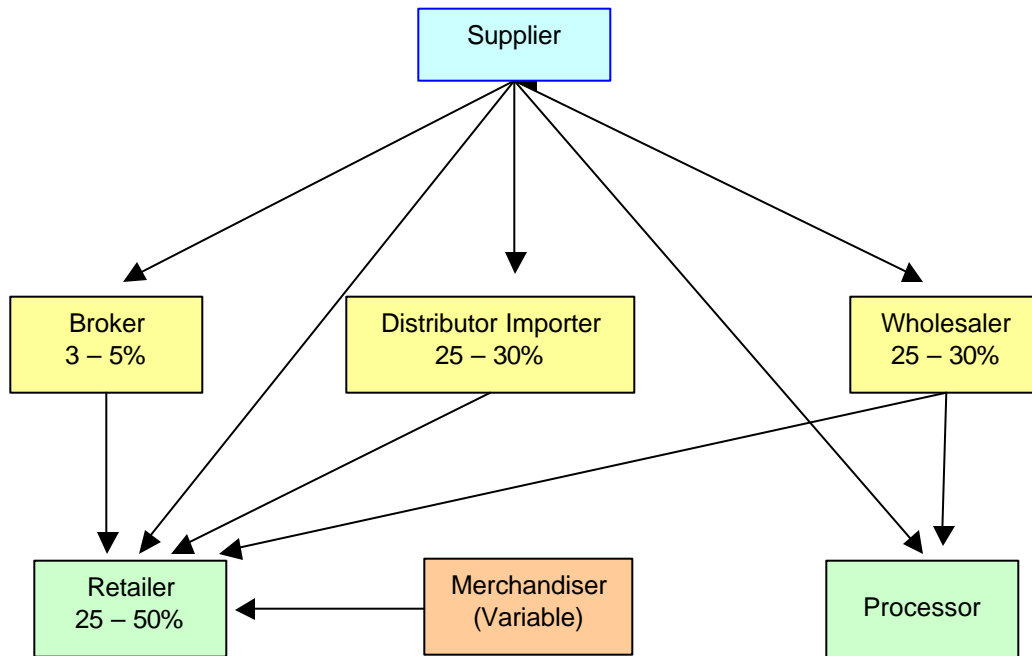 Supplier
Broker
3 – 5%
Distributor Importer
25 – 30%
Wholesaler
25 – 30%
Retailer
25 – 50%
Merchandiser
(Variable)
Processor